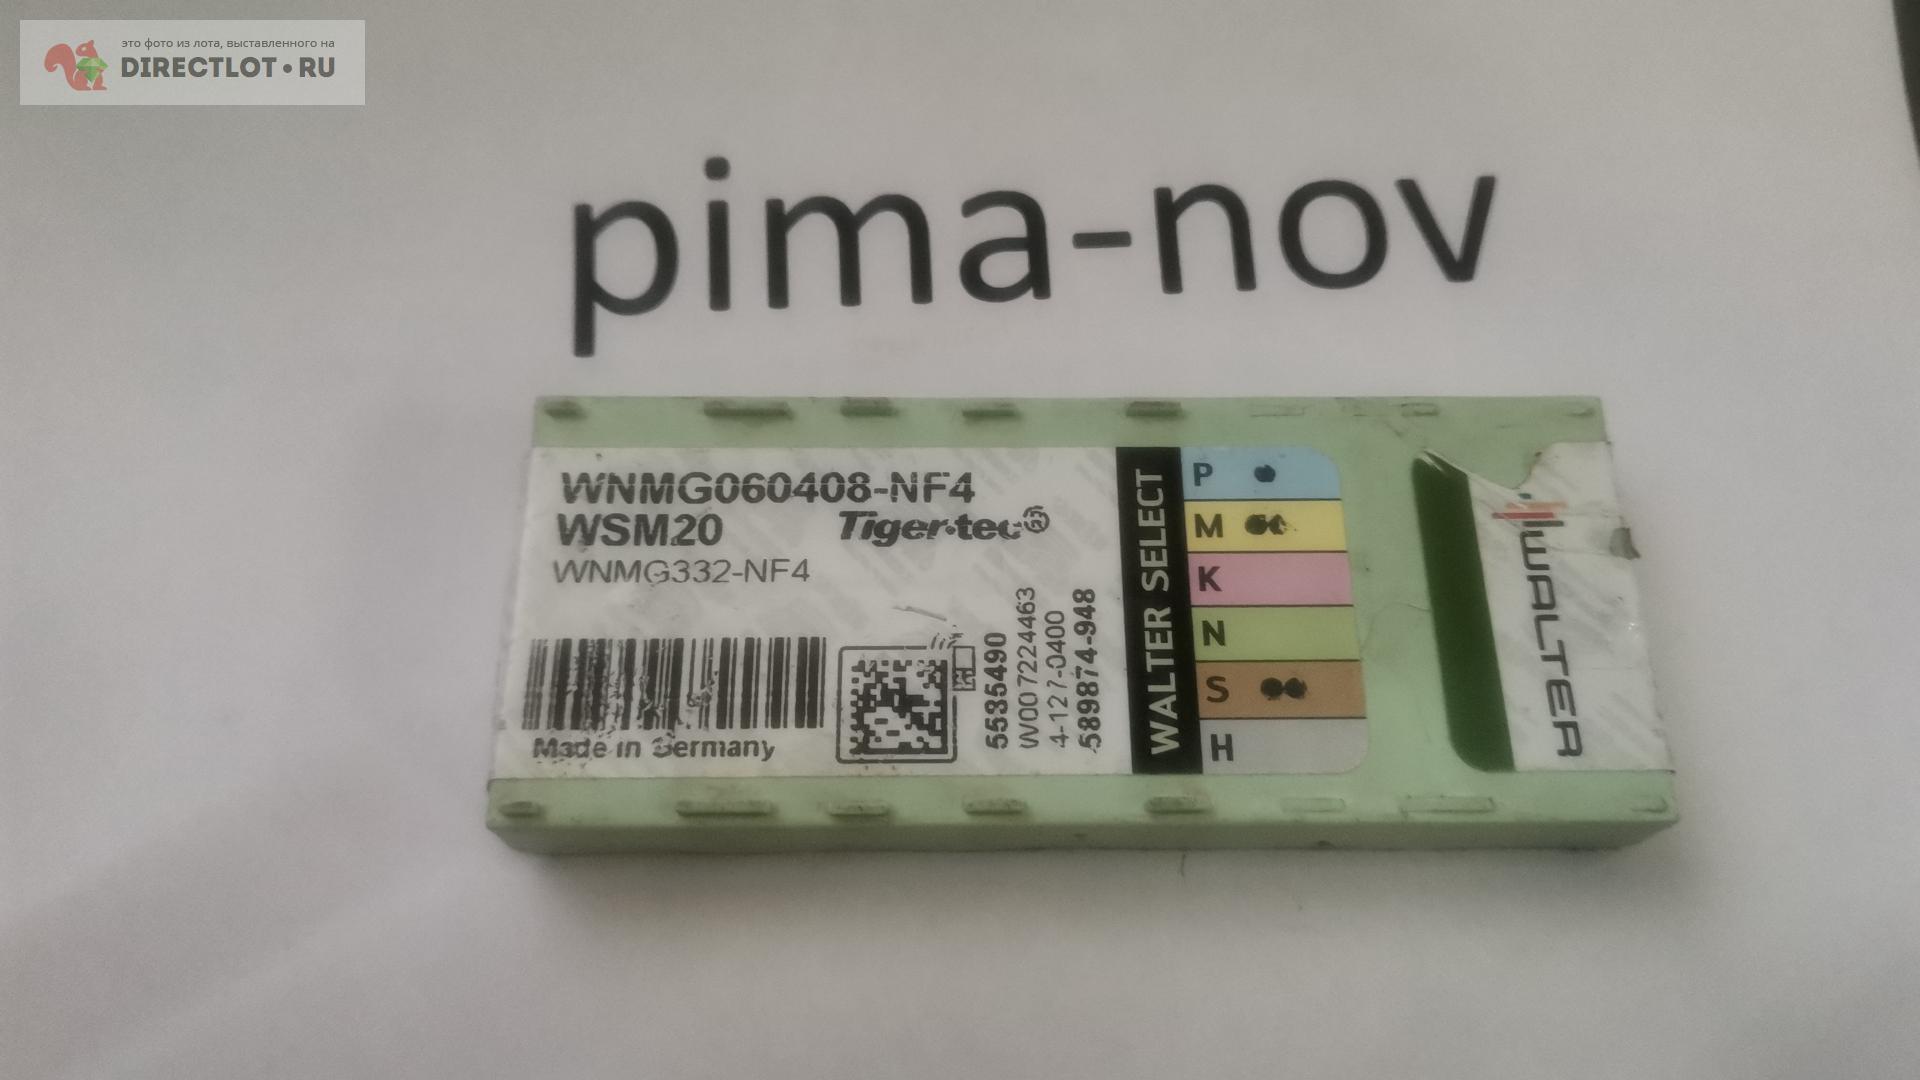 это фото из лота, выставленного на
DIRECTLOT•RU
pima-nov
WNMG060408-NF4
WSM20
Tiger·tec®
WNMG332-NF4
Made in Germany
5535490
W007224463
4-127-0400
589874-948
WALTER SELECT
P
M
K
N
S
H
WALTER